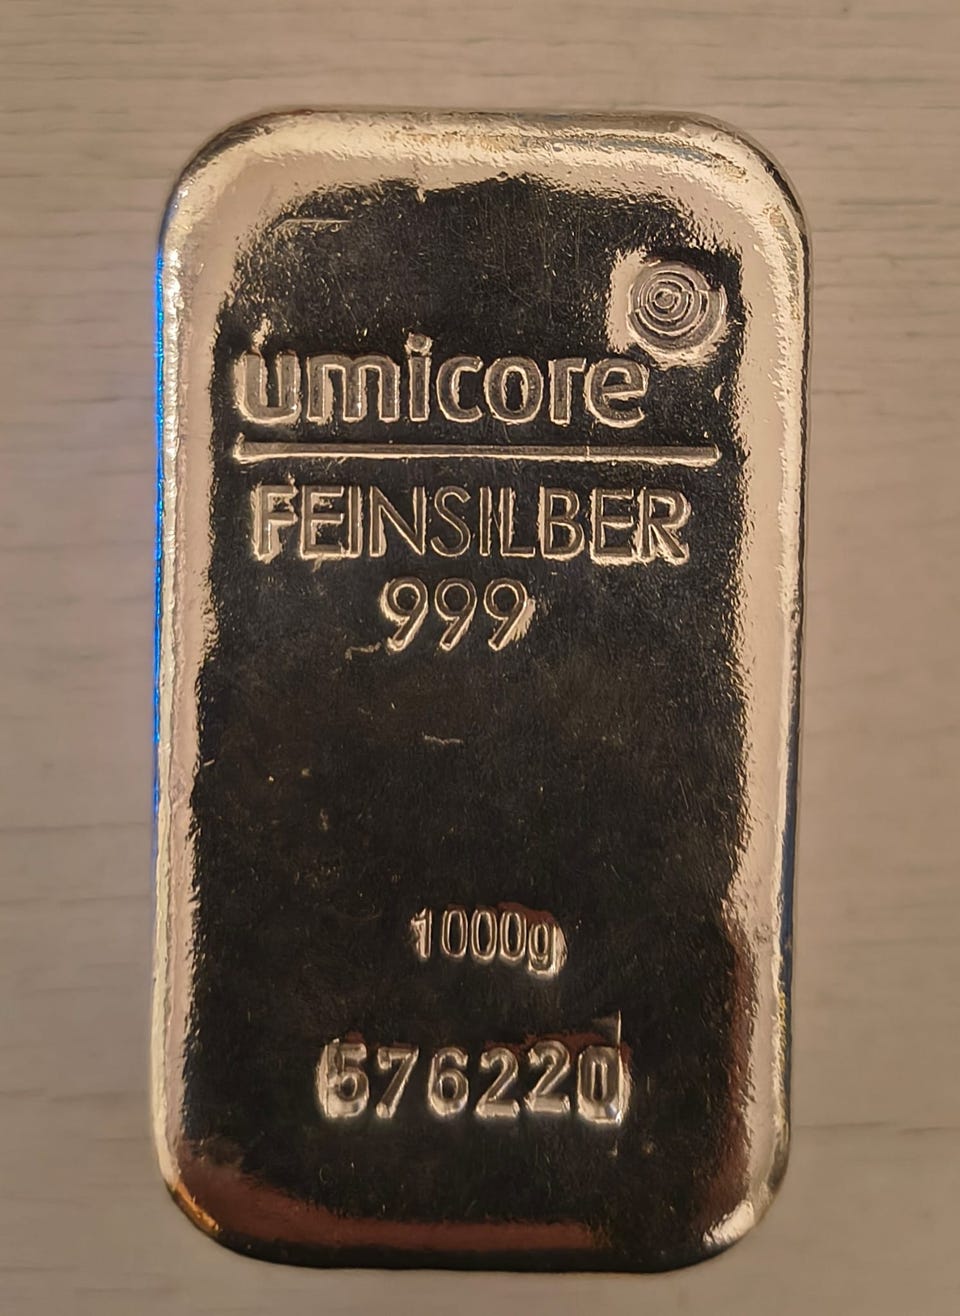 umicore
FEINSILBER
999
1000g
576220